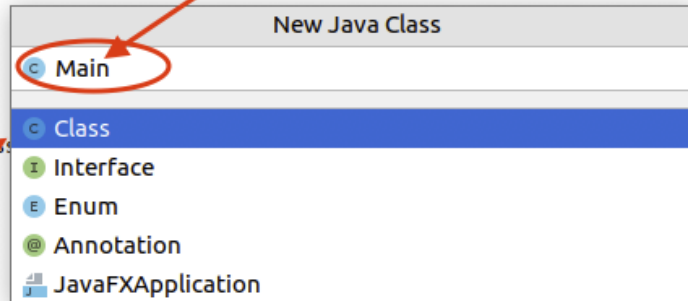 New Java Class
C Main
C Class
I Interface
E Enum
@ Annotation
J JavaFXApplication